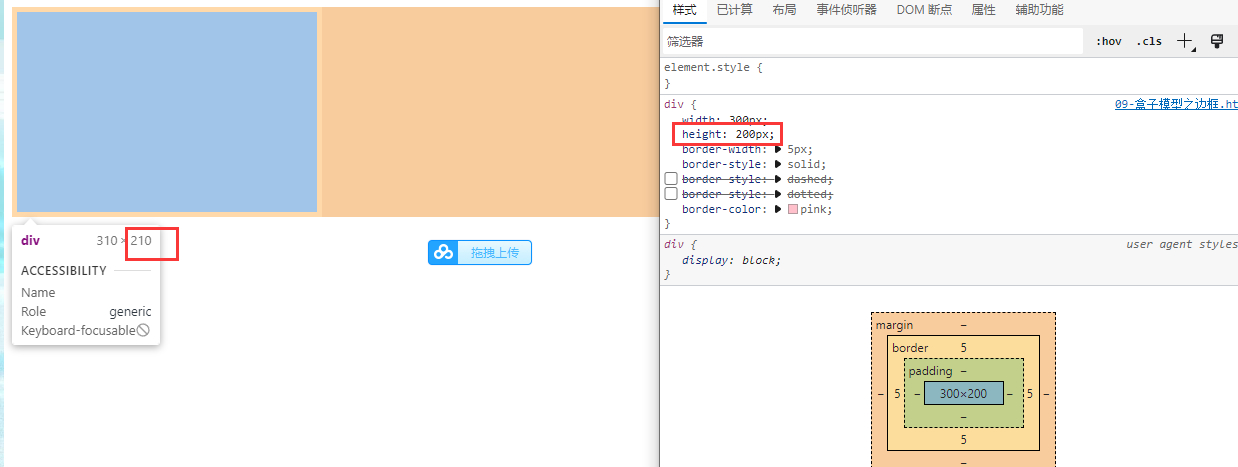 样式 已计算 布局 事件侦听器 DOM 断点 属性 辅助功能
筛选器 :hov .cls
element.style {
}
div { 09-盒子模型之边框.ht
width: 300px;
height: 200px;
border-width: 5px;
border-style: solid;
border-style: dashed;
border-style: dotted;
border-color: pink;
}
div { user agent styles
display: block;
}
div 310 × 210
ACCESSIBILITY
Name
Role generic
Keyboard-focusable
拖拽上传
margin –
border 5
padding –
– 5 – 300×200 – 5 –
–
5
–